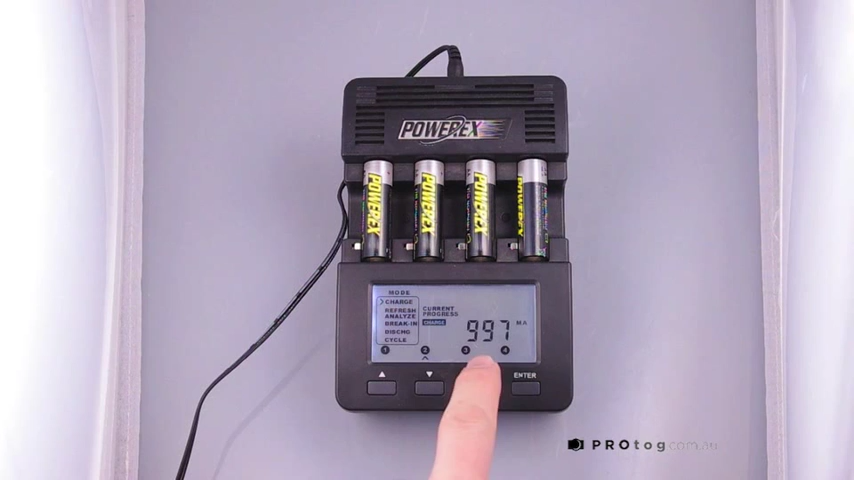 POWEREX
POWEREX
POWEREX
POWEREX
POWEREX
MODE
CHARGE
REFRESH
ANALYZE
BREAK-IN
DISCHG
CYCLE
CURRENT
PROGRESS
CHARGE
997 MA
1 2 3 4
ENTER
PROtog.com.au